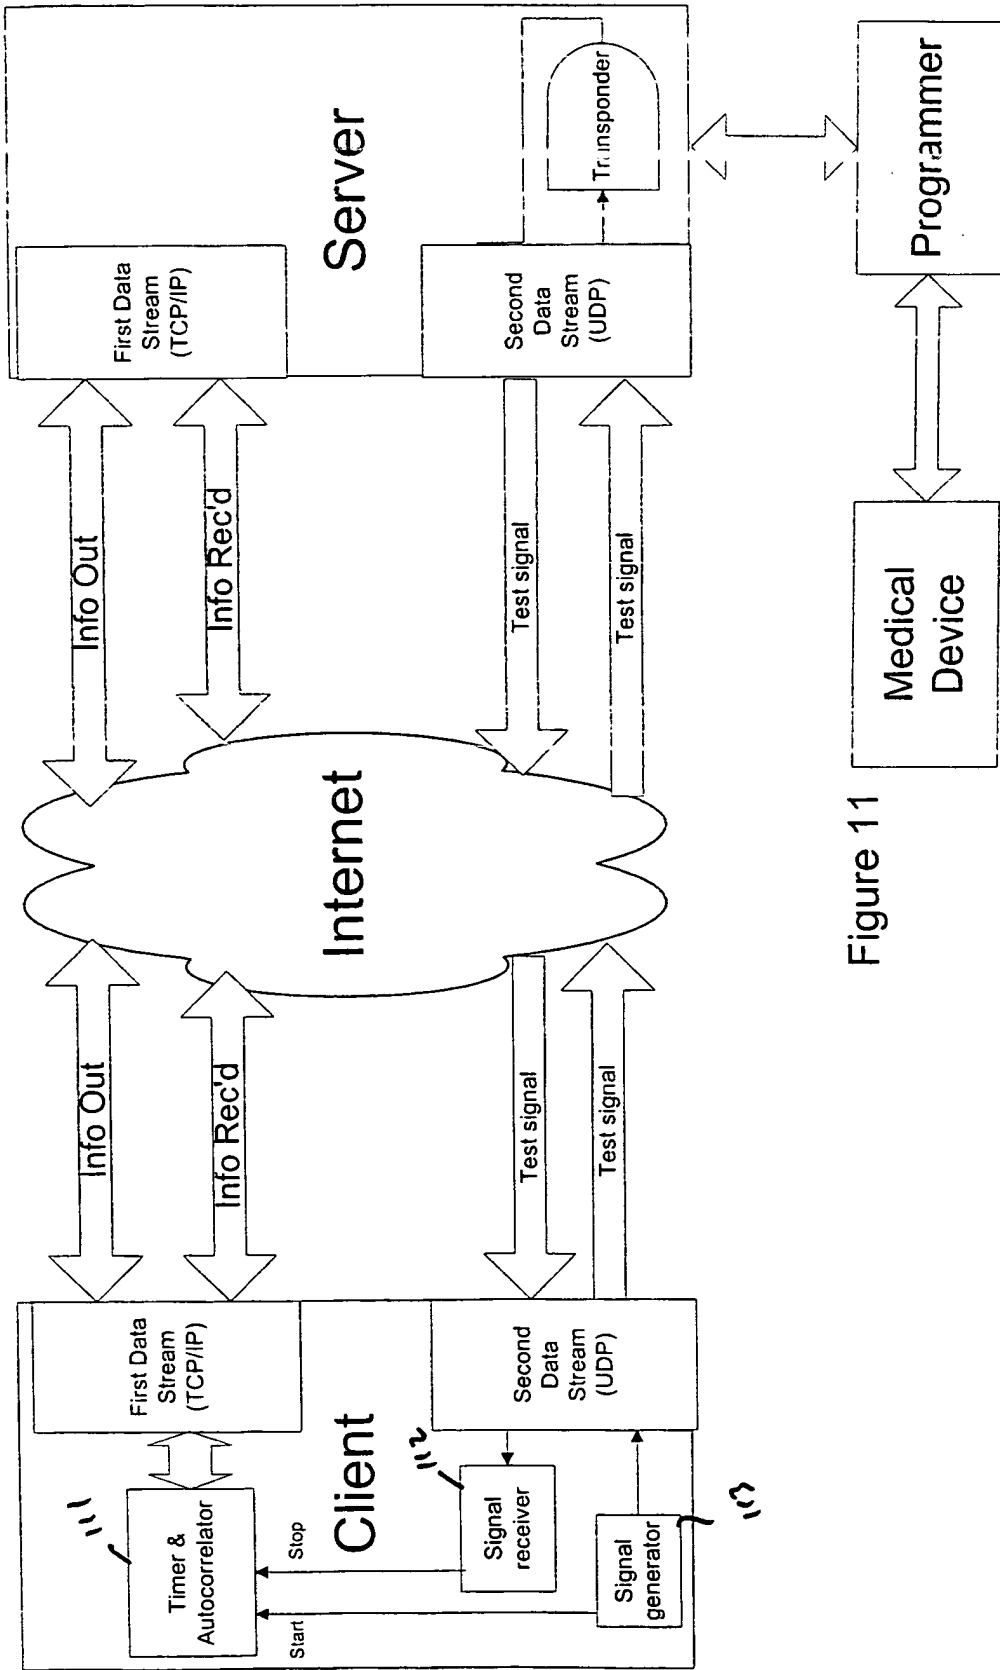 111
Timer &
Autocorrelator
First Data
Stream
(TCP/IP)
Client
Start
Stop
112
Signal
receiver
Signal
generator
113
Second
Data
Stream
(UDP)
Info Out
Info Rec'd
Test signal
Test signal
Internet
Info Out
Info Rec'd
Test signal
Test signal
First Data
Stream
(TCP/IP)
Server
Second
Data
Stream
(UDP)
Transponder
Figure 11
Medical
Device
Programmer